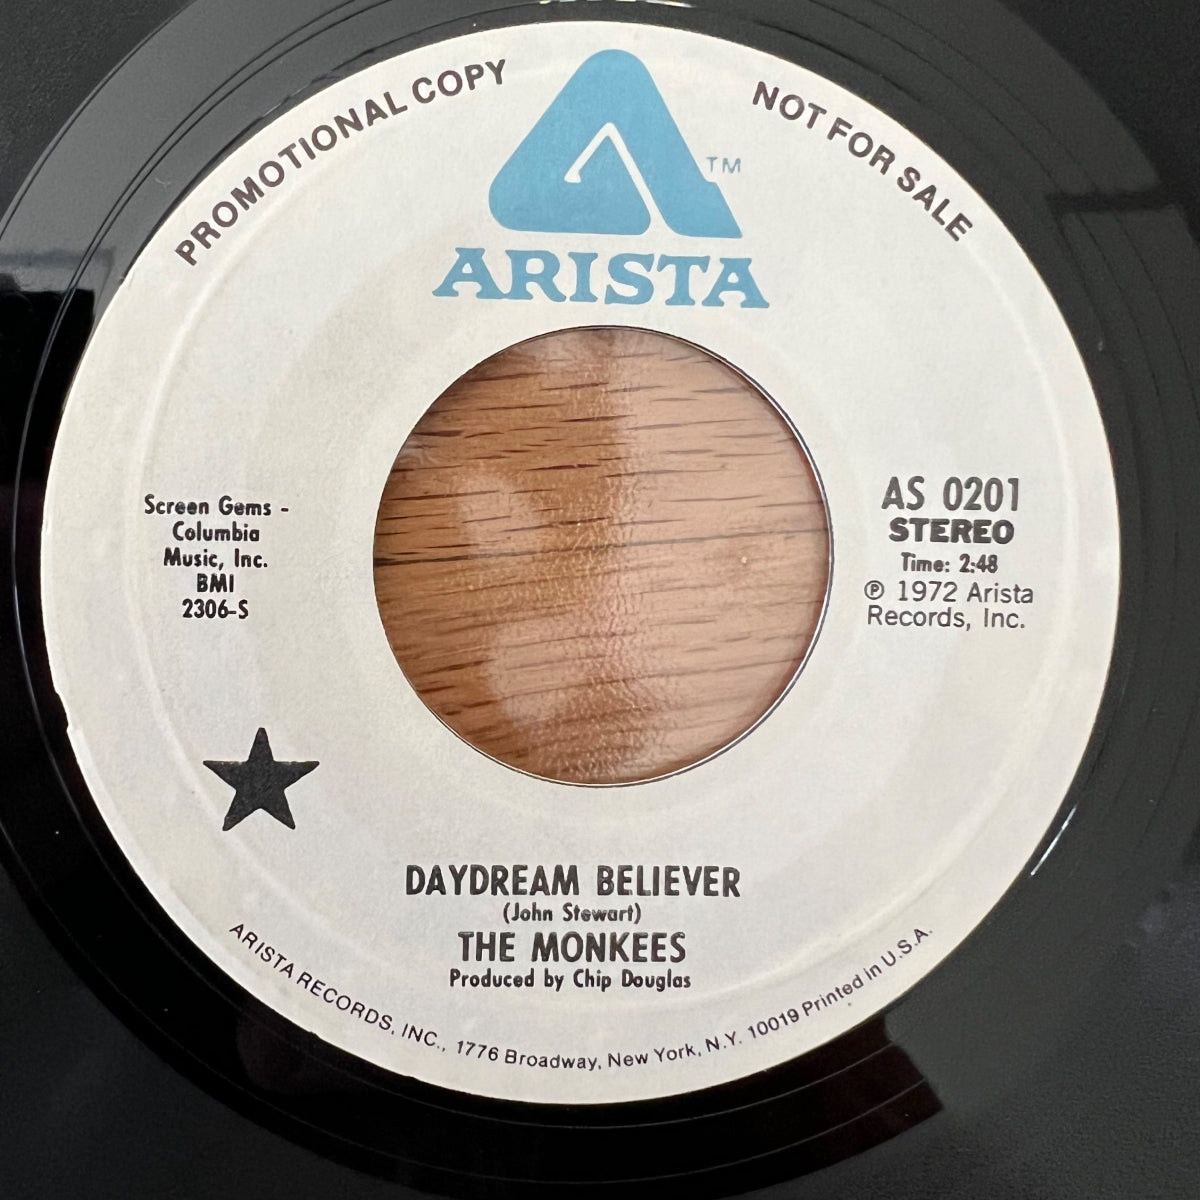 PROMOTIONAL COPY
NOT FOR SALE
TM
ARISTA
Screen Gems -
Columbia
Music, Inc.
BMI
2306-S
AS 0201
STEREO
Time: 2:48
℗ 1972 Arista
Records, Inc.
DAYDREAM BELIEVER
(John Stewart)
THE MONKEES
Produced by Chip Douglas
ARISTA RECORDS, INC., 1776 Broadway, New York, N.Y. 10019 Printed in U.S.A.